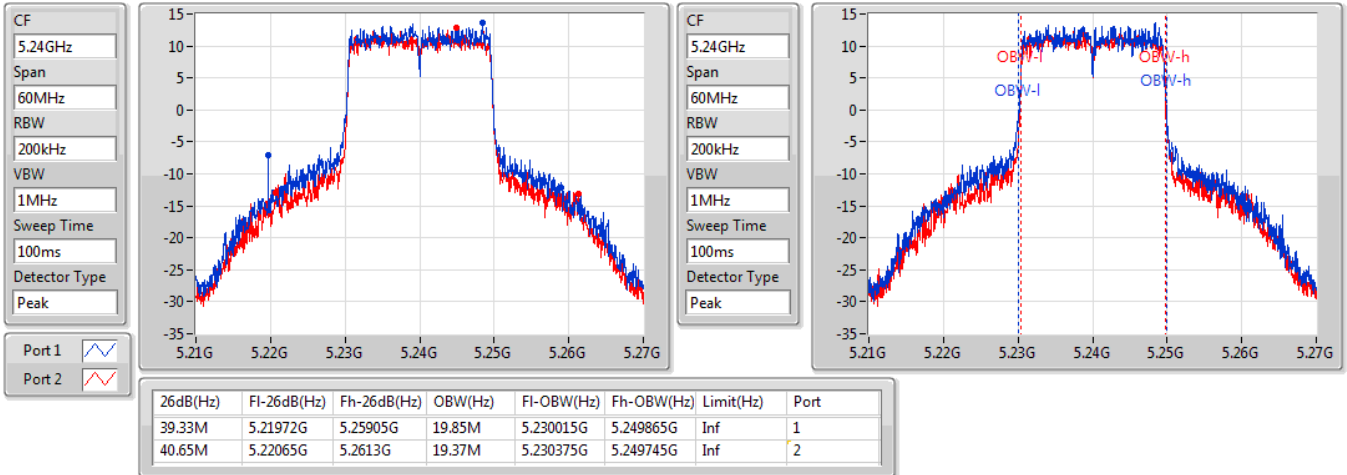 CF
5.24GHz
Span
60MHz
RBW
200kHz
VBW
1MHz
Sweep Time
100ms
Detector Type
Peak
Port 1
Port 2
15
10
5
0
-5
-10
-15
-20
-25
-30
-35
5.21G 5.22G 5.23G 5.24G 5.25G 5.26G 5.27G
CF
5.24GHz
Span
60MHz
RBW
200kHz
VBW
1MHz
Sweep Time
100ms
Detector Type
Peak
15
10
5
0
-5
-10
-15
-20
-25
-30
-35
OBW-l OBW-h
OBW-l OBW-h
5.21G 5.22G 5.23G 5.24G 5.25G 5.26G 5.27G
26dB(Hz) Fl-26dB(Hz) Fh-26dB(Hz) OBW(Hz) Fl-OBW(Hz) Fh-OBW(Hz) Limit(Hz) Port
39.33M 5.21972G 5.25905G 19.85M 5.230015G 5.249865G Inf 1
40.65M 5.22065G 5.2613G 19.37M 5.230375G 5.249745G Inf 2